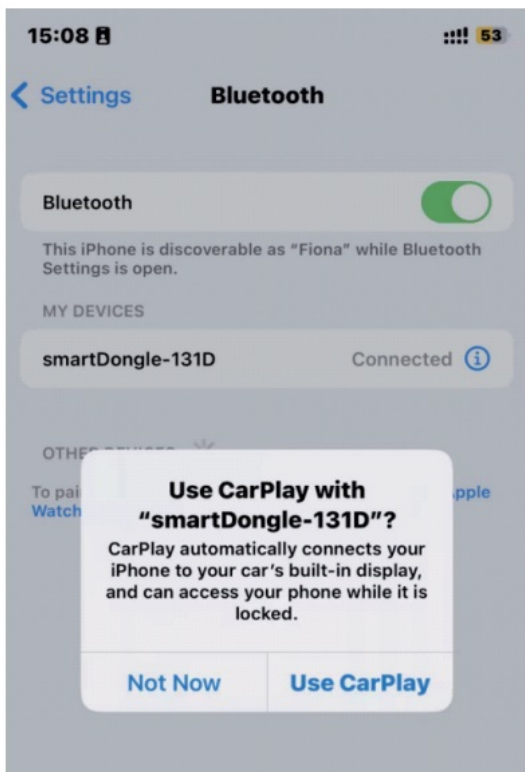 15:08
53
Settings
Bluetooth
Bluetooth
This iPhone is discoverable as “Fiona” while Bluetooth
Settings is open.
MY DEVICES
smartDongle-131D Connected
OTHER DEVICES
To pai
pple
Watch
Use CarPlay with
“smartDongle-131D”?
CarPlay automatically connects your
iPhone to your car’s built-in display,
and can access your phone while it is
locked.
Not Now Use CarPlay